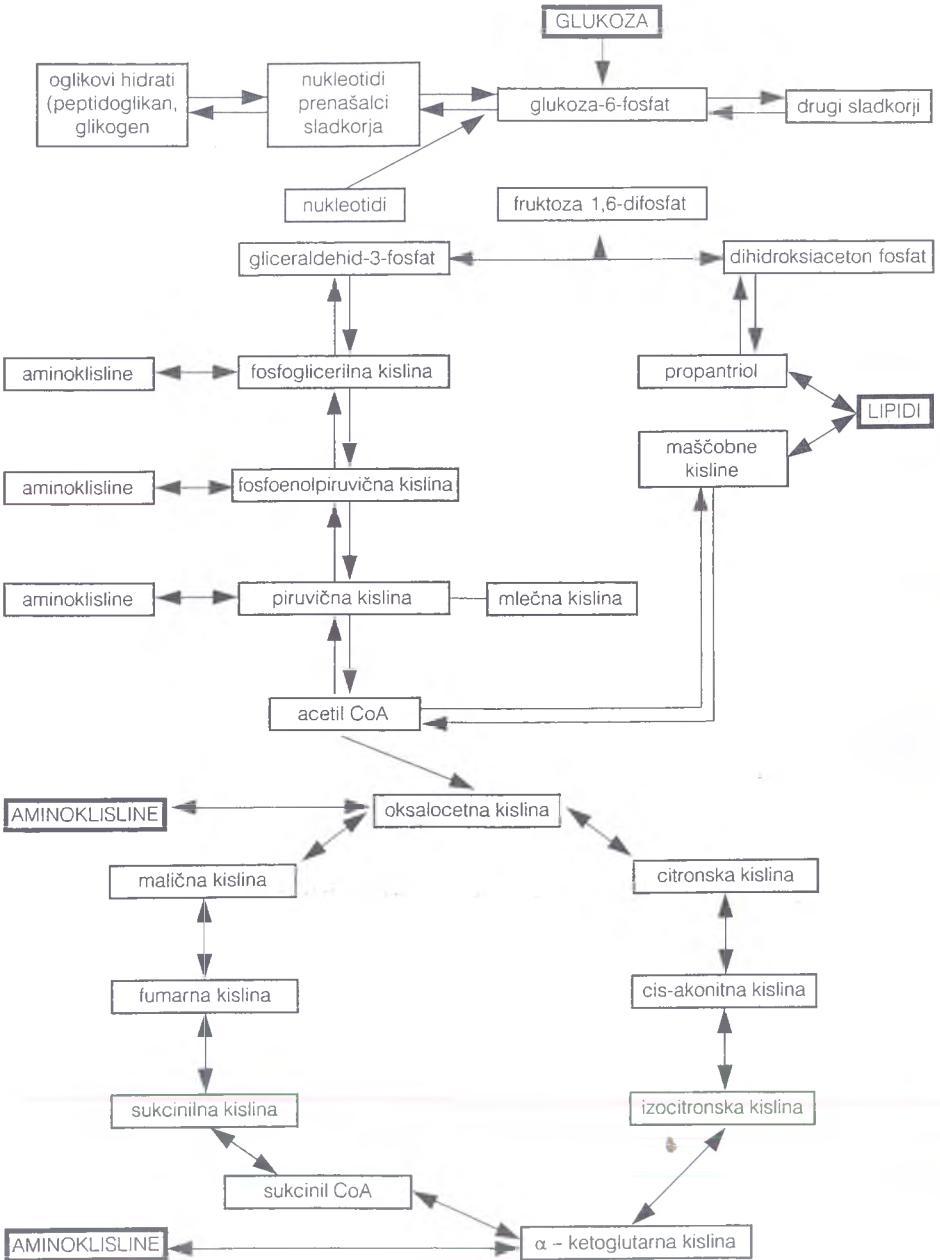 GLUKOZA
oglikovi hidrati
(peptidoglikan,
glikogen
nukleotidi
prenašalci
sladkorja
glukoza-6-fosfat
drugi sladkorji
nukleotidi
fruktoza 1,6-difosfat
gliceraldehid-3-fosfat
dihidroksiaceton fosfat
aminoklisline
fosfoglicerilna kislina
propantriol
LIPIDI
maščobne
kisline
aminoklisline
fosfoenolpiruvična kislina
aminoklisline
piruvična kislina
mlečna kislina
acetil CoA
AMINOKLISLINE
oksalocetna kislina
malična kislina
citronska kislina
fumarna kislina
cis-akonitna kislina
sukcinilna kislina
izocitronska kislina
sukcinil CoA
AMINOKLISLINE
α – ketoglutarna kislina